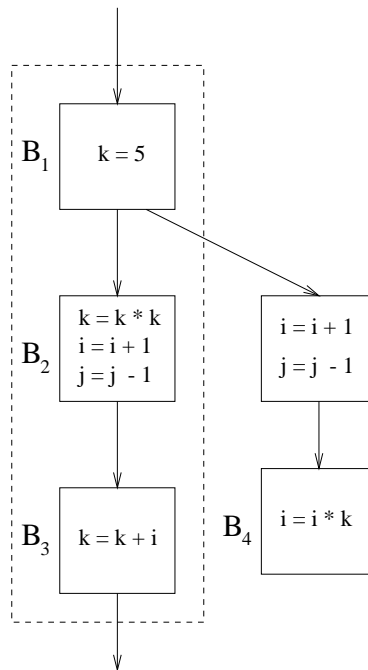 B1
k = 5
B2
k = k * k
i = i + 1
j = j - 1
B3
k = k + i
i = i + 1
j = j - 1
B4
i = i * k